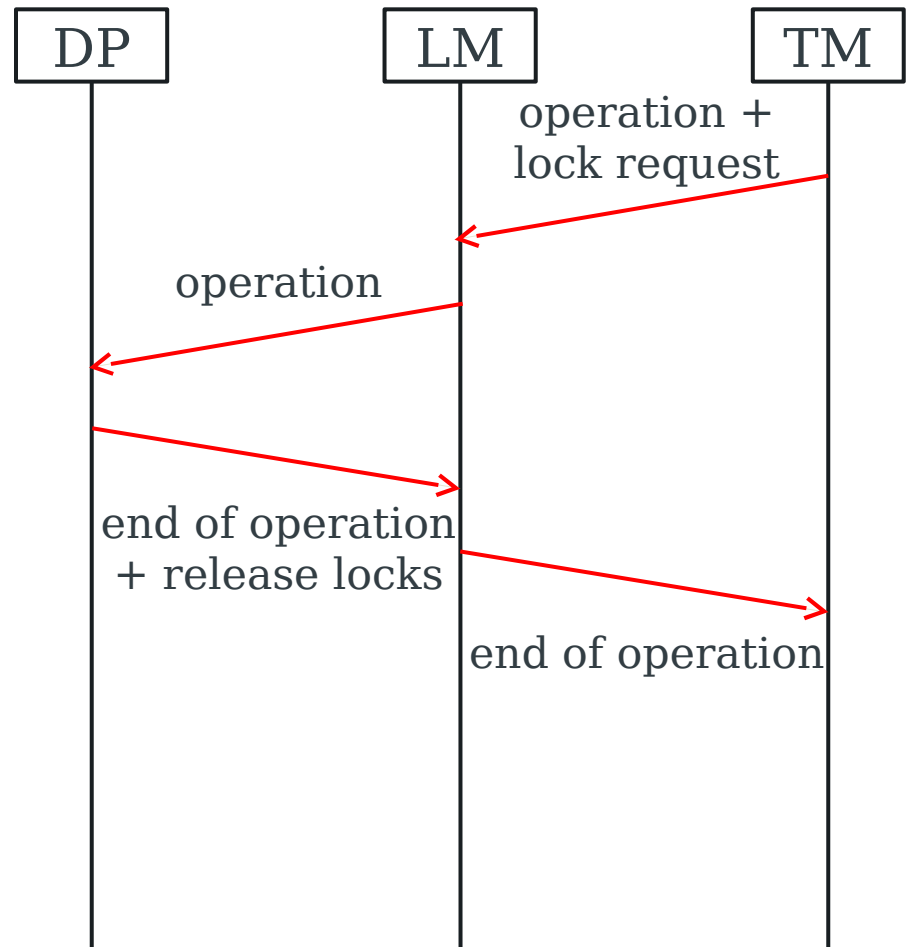 DP
LM
TM
operation +
lock request
operation
end of operation
+ release locks
end of operation